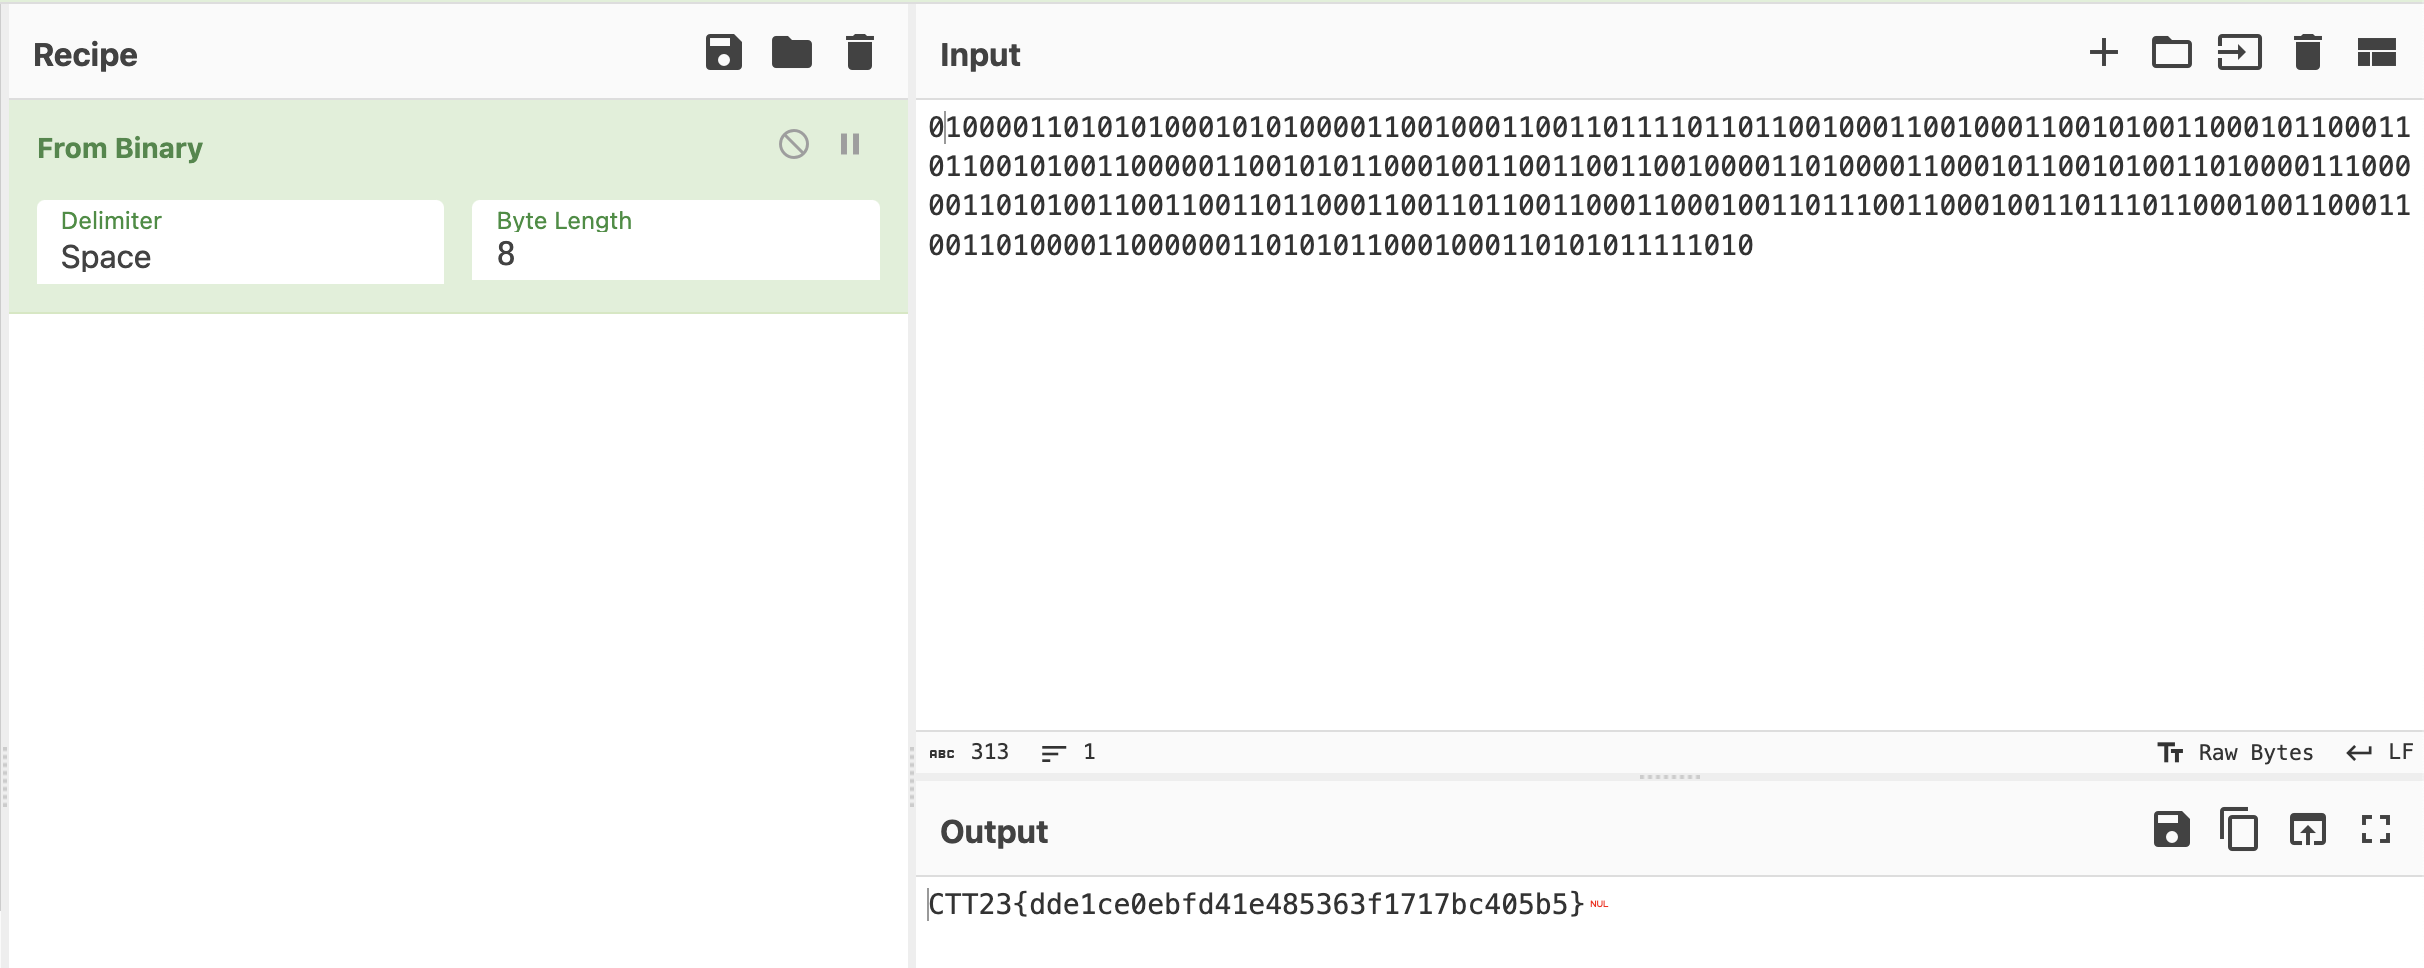 Recipe
From Binary
Delimiter
Space
Byte Length
8
Input
0100001101010100010101000011001000110011011110110110010001100100011001010011000101100011
0110010100110000011001010110001001100110011001000011010000110001011001010011010000111000
0011010100110011001101100011001101100110001100010011011100110001001101110110001001100011
0011010000110000001101010110001000110101011111010
ABC 313 1
Raw Bytes LF
Output
CTT23{dde1ce0ebfd41e485363f1717bc405b5}NUL